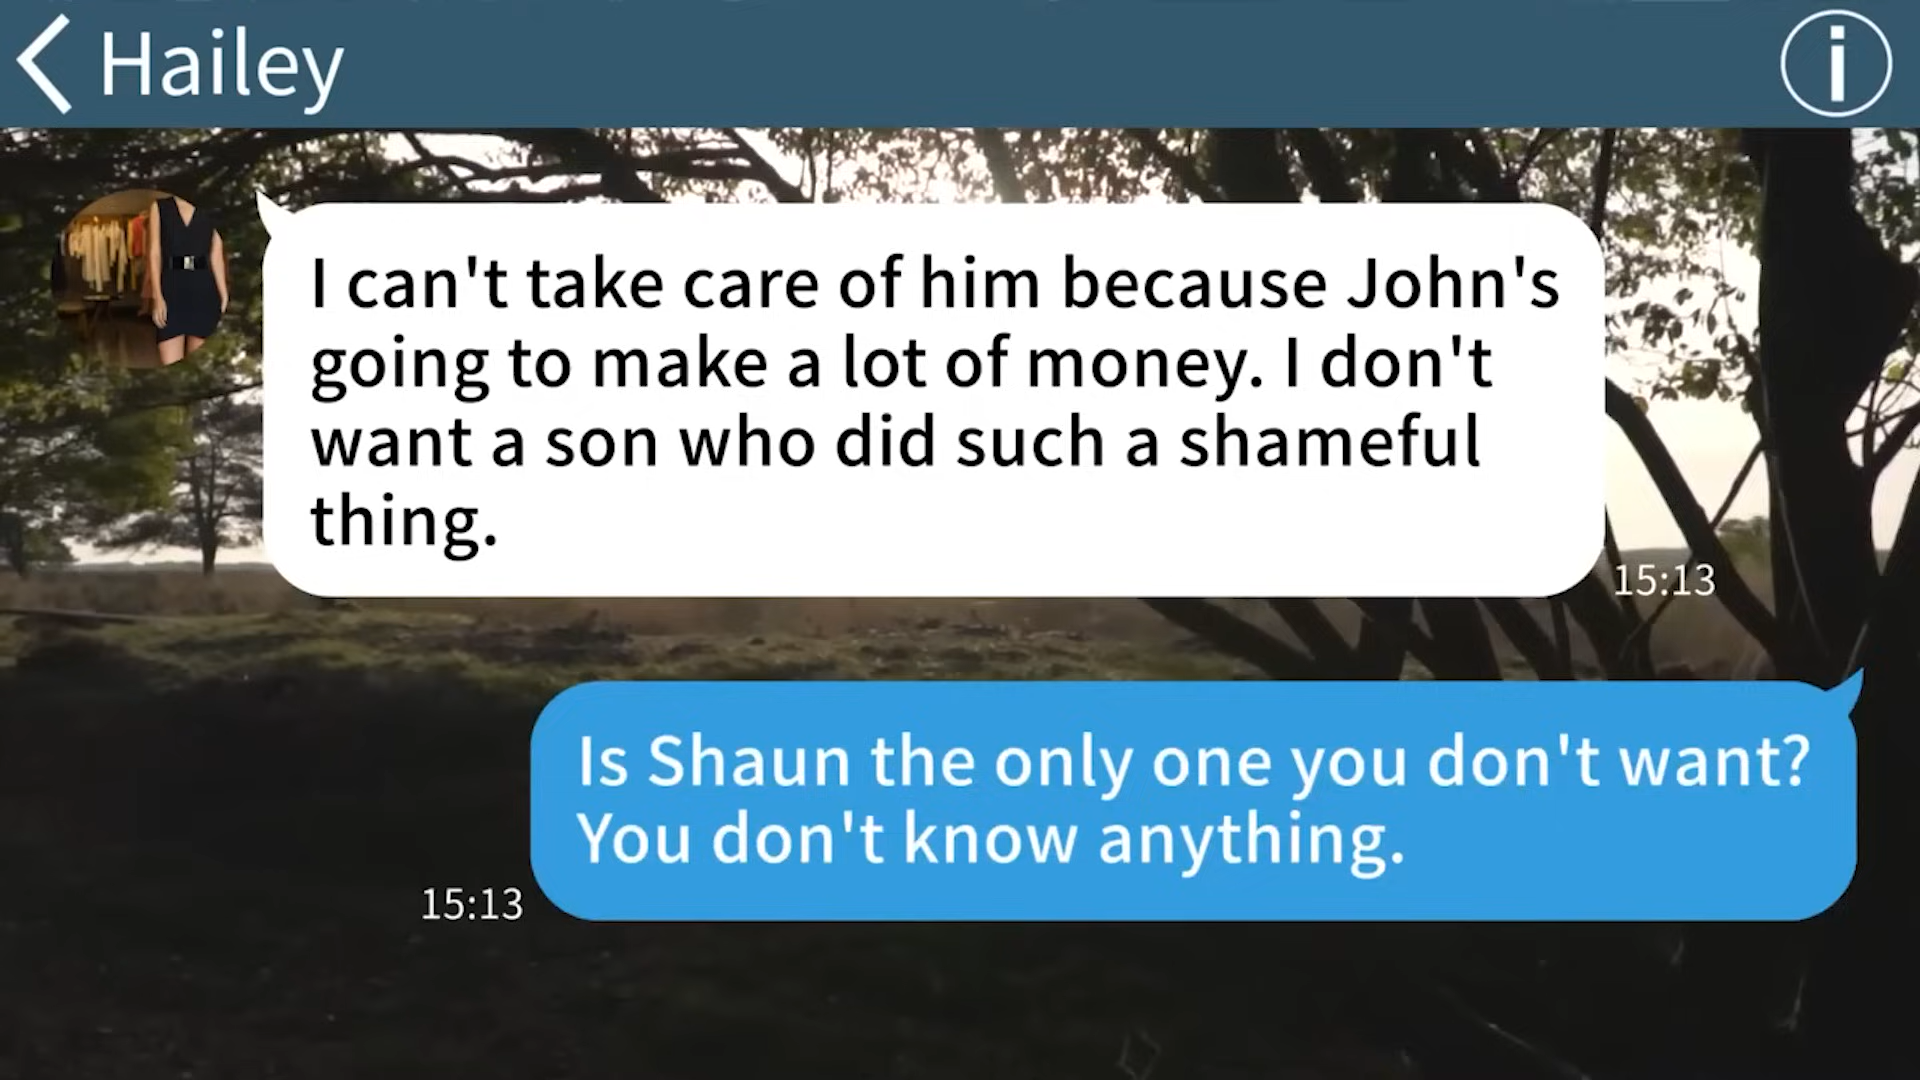 Hailey
I can't take care of him because John's
going to make a lot of money. I don't
want a son who did such a shameful
thing.
15:13
Is Shaun the only one you don't want?
You don't know anything.
15:13